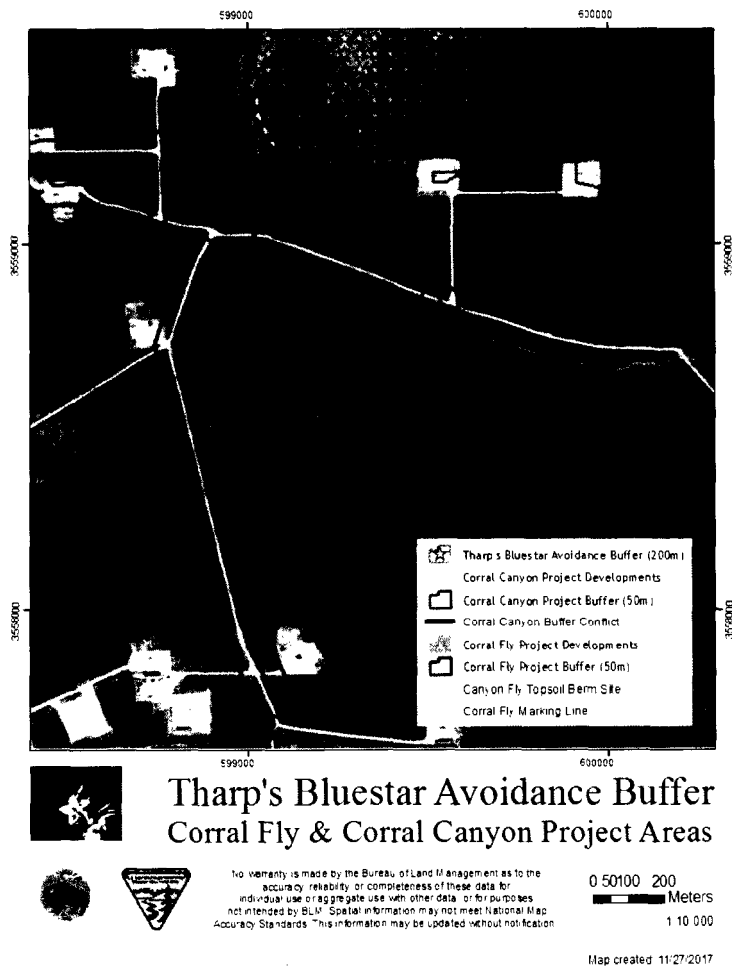 599000
600000
3559000
3559000
Tharp's Bluestar Avoidance Buffer (200m)
Corral Canyon Project Developments
Corral Canyon Project Buffer (50m)
Corral Canyon Buffer Conflict
Corral Fly Project Developments
Corral Fly Project Buffer (50m)
Canyon Fly Topsoil Berm Site
Corral Fly Marking Line
3558000
3558000
599000
600000
Tharp's Bluestar Avoidance Buffer
Corral Fly & Corral Canyon Project Areas
No warranty is made by the Bureau of Land Management as to the
accuracy reliability or completeness of these data for
individual use or aggregate use with other data or for purposes
not intended by BLM Spatial information may not meet National Map
Accuracy Standards This information may be updated without notification
0 50100 200
Meters
1 10 000
Map created 11/27/2017